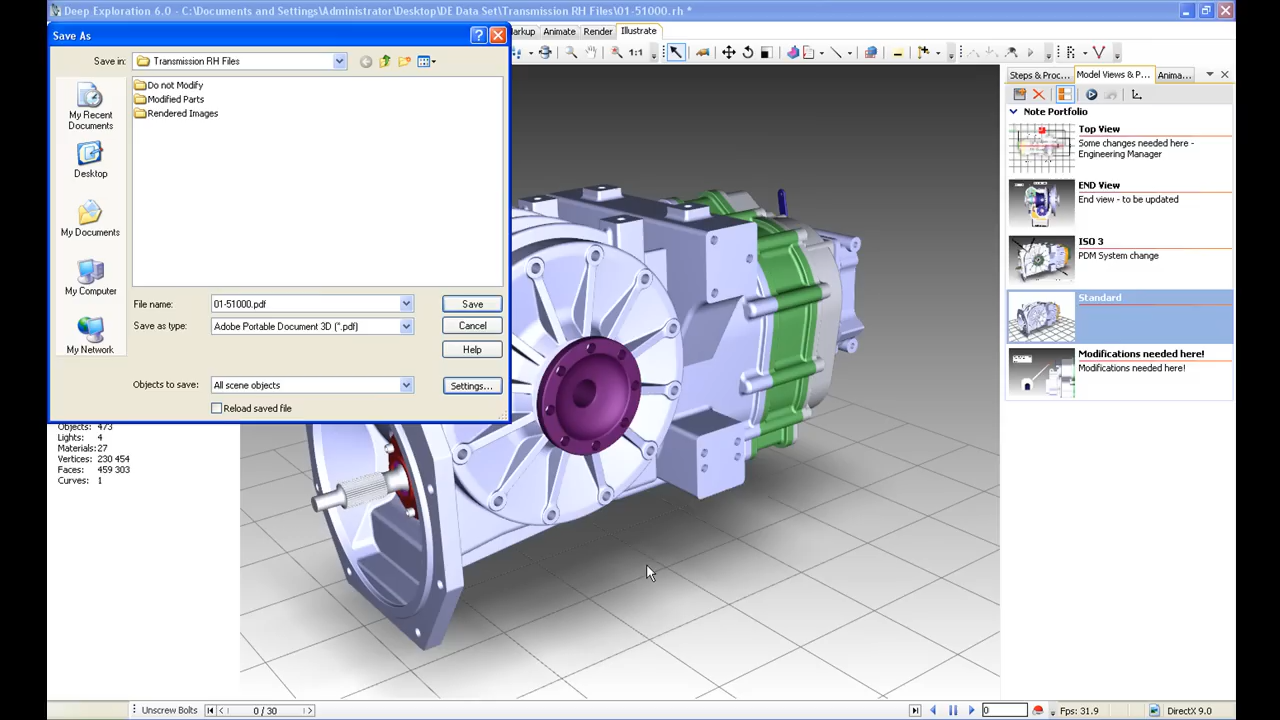 Deep Exploration 6.0 - C:\Documents and Settings\Administrator\Desktop\DE Data Set\Transmission RH Files\01-51000.rh *
Save As
Markup Animate Render Illustrate
Save in: Transmission RH Files
1:1
Do not Modify
Modified Parts
Rendered Images
My Recent
Documents
Desktop
My Documents
My Computer
My Network
File name: 01-51000.pdf Save
Save as type: Adobe Portable Document 3D (*.pdf) Cancel
Help
Objects to save: All scene objects Settings...
Reload saved file
Objects: 473
Lights: 4
Materials: 27
Vertices: 230 454
Faces: 459 303
Curves: 1
Steps & Proc... Model Views & P... Anima...
Note Portfolio
Top View
Some changes needed here -
Engineering Manager
END View
End view - to be updated
ISO 3
PDM System change
Standard
Modifications needed here!
Modifications needed here!
Unscrew Bolts 0 / 30 0 Fps: 31.9 DirectX 9.0